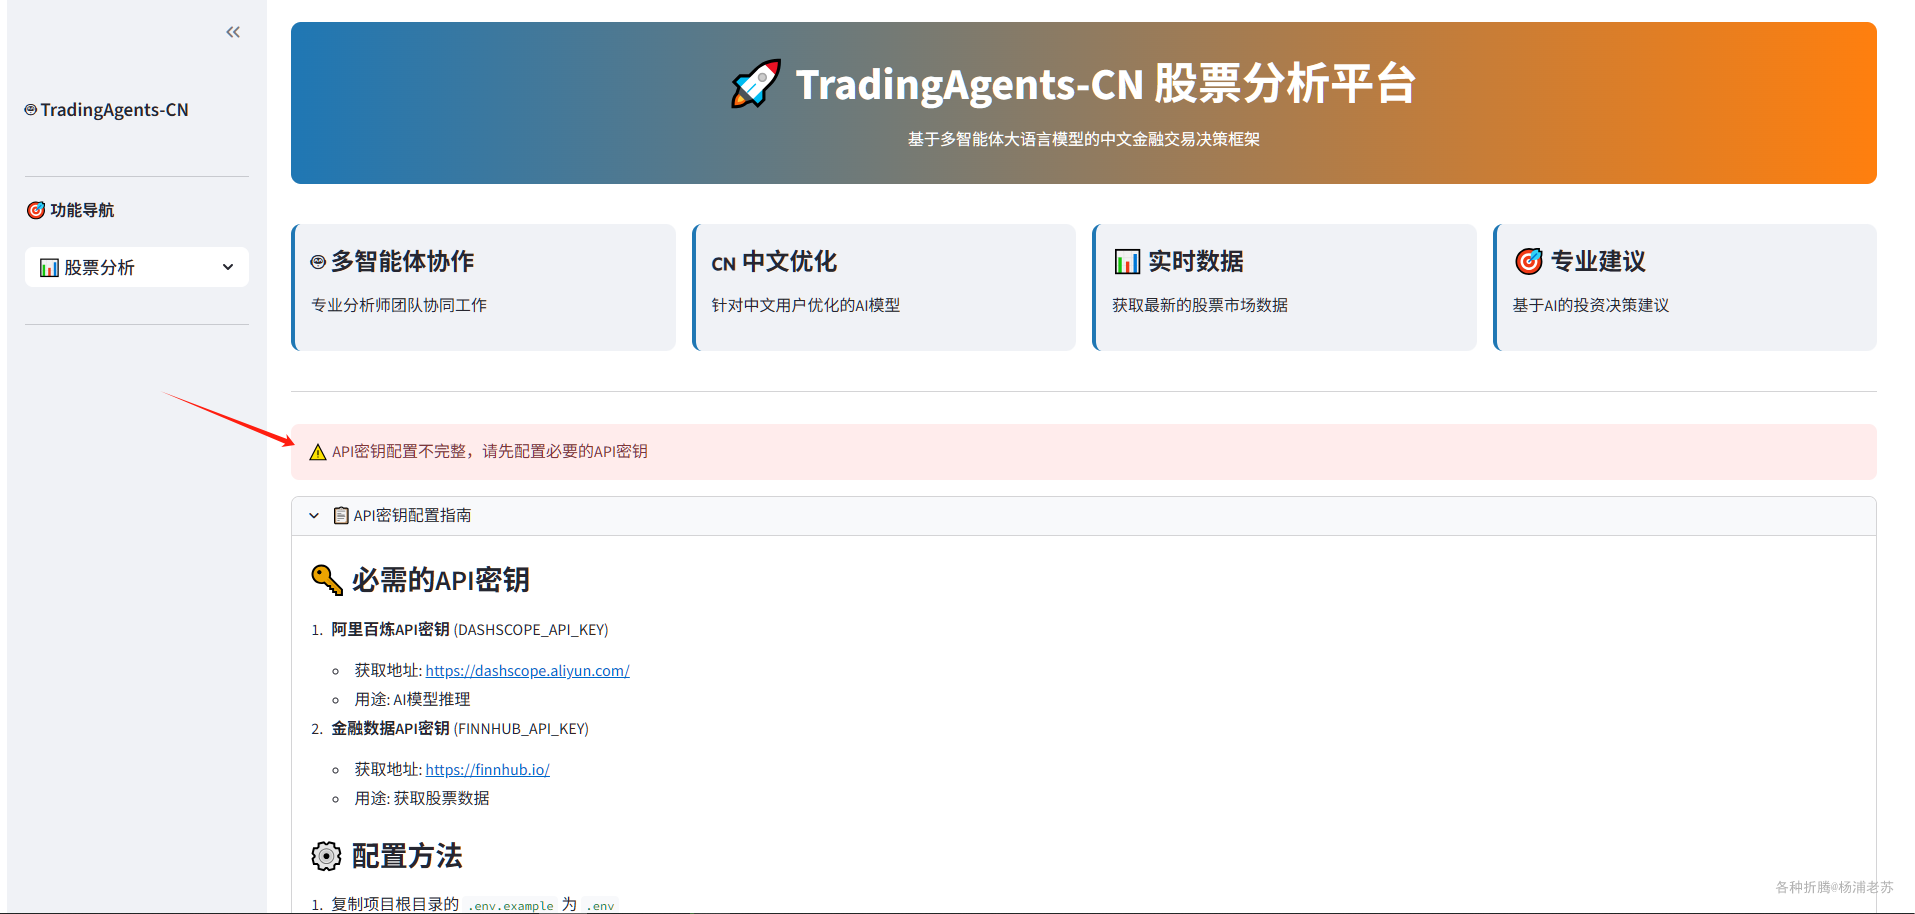 TradingAgents-CN
功能导航
股票分析
TradingAgents-CN 股票分析平台
基于多智能体大语言模型的中文金融交易决策框架
多智能体协作
专业分析师团队协同工作
CN 中文优化
针对中文用户优化的AI模型
实时数据
获取最新的股票市场数据
专业建议
基于AI的投资决策建议
API密钥配置不完整，请先配置必要的API密钥
API密钥配置指南
必需的API密钥
1. 阿里百炼API密钥 (DASHSCOPE_API_KEY)
获取地址: https://dashscope.aliyun.com/
用途: AI模型推理
2. 金融数据API密钥 (FINNHUB_API_KEY)
获取地址: https://finnhub.io/
用途: 获取股票数据
配置方法
1. 复制项目根目录的 .env.example 为 .env
各种折腾@杨浦老苏